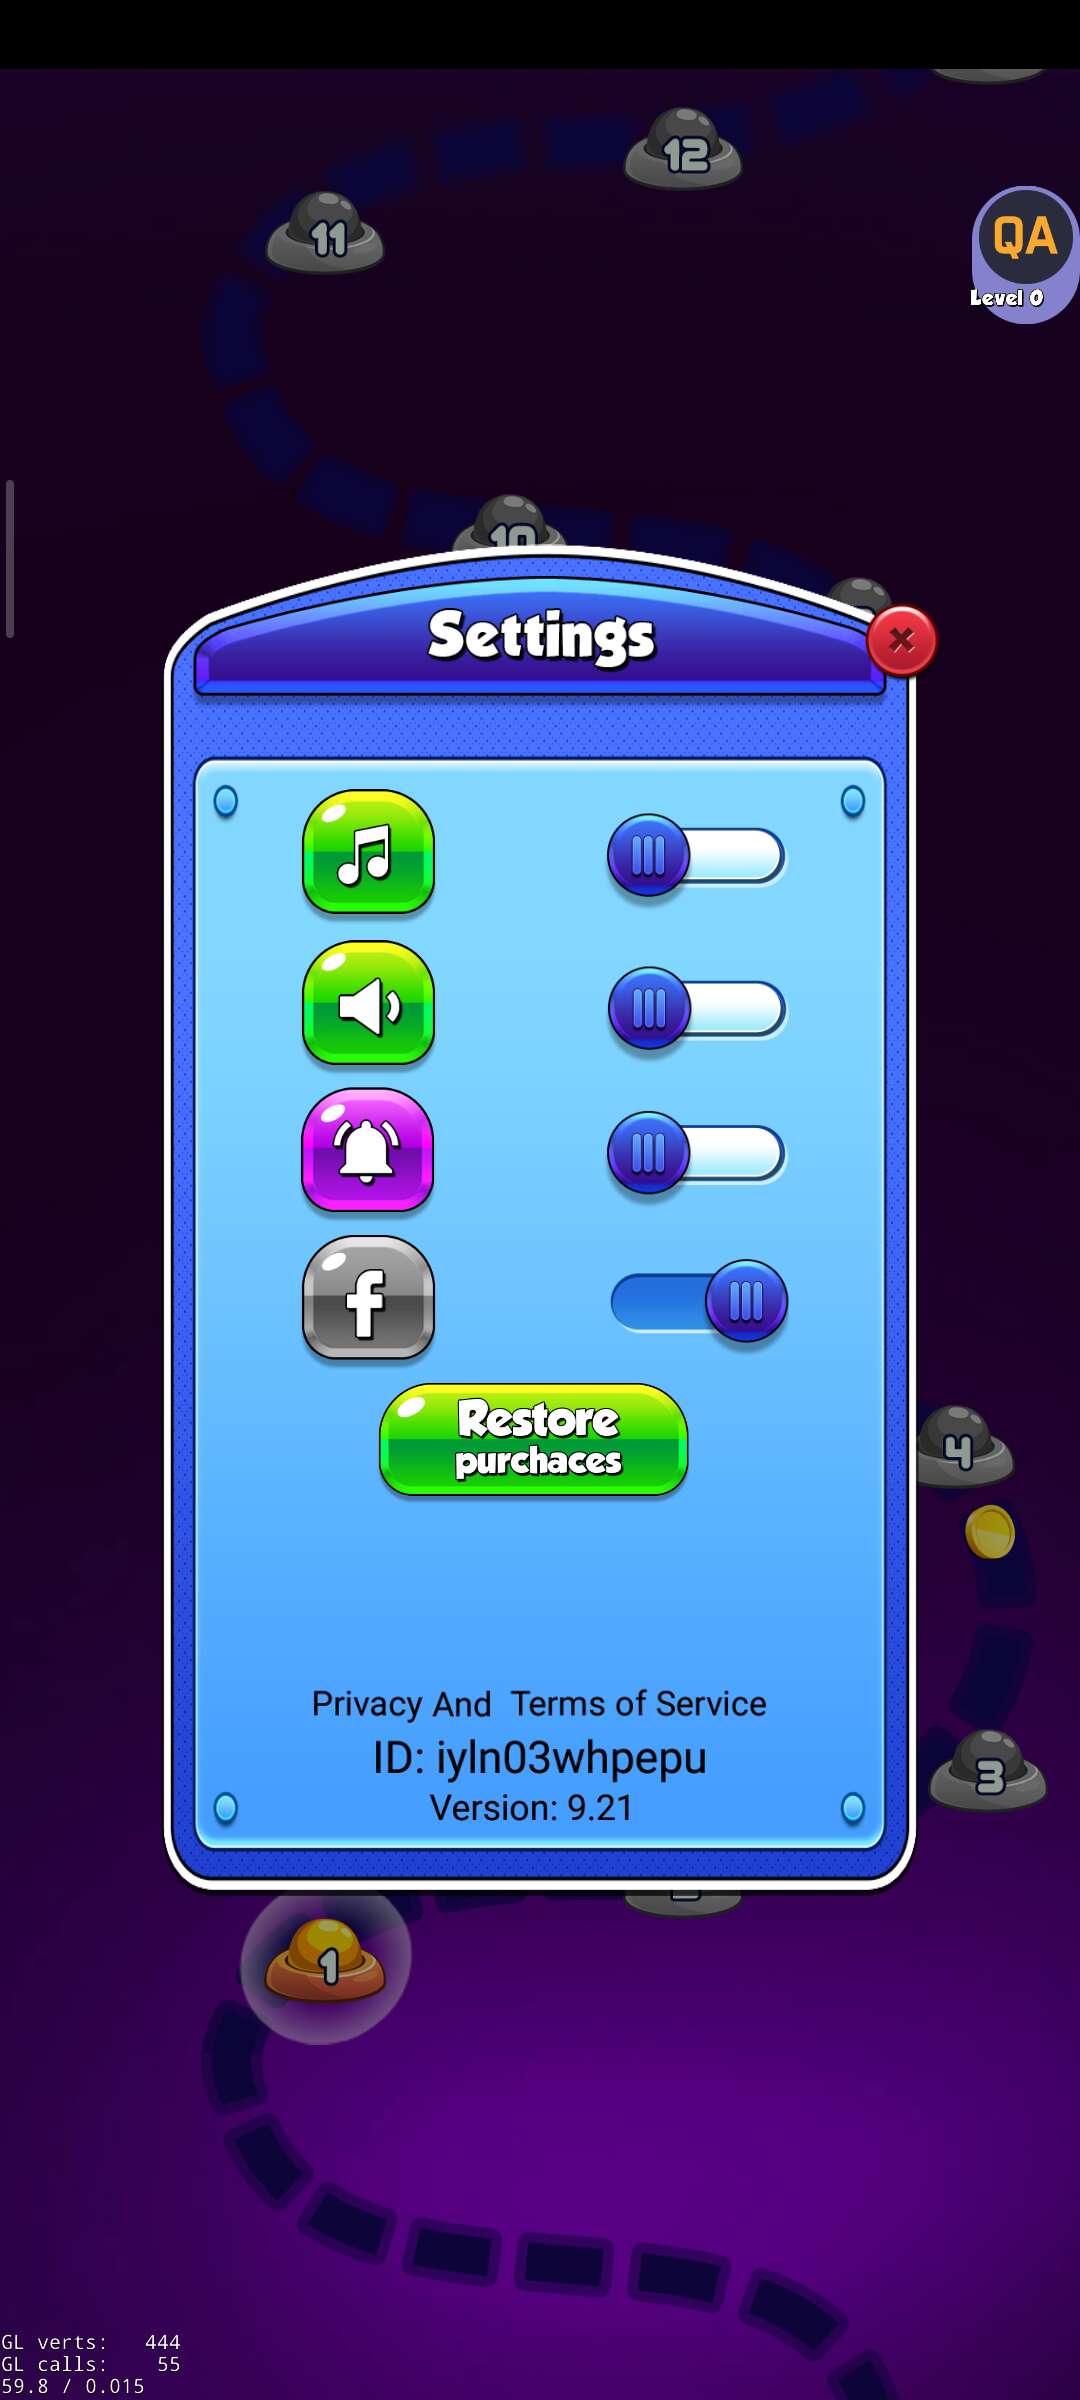 12
11
QA
Level 0
10
Settings
Restore
purchaces
4
Privacy And Terms of Service
3
ID: iyln03whpepu
Version: 9.21
1
GL verts: 444
GL calls: 55
59.8 / 0.015